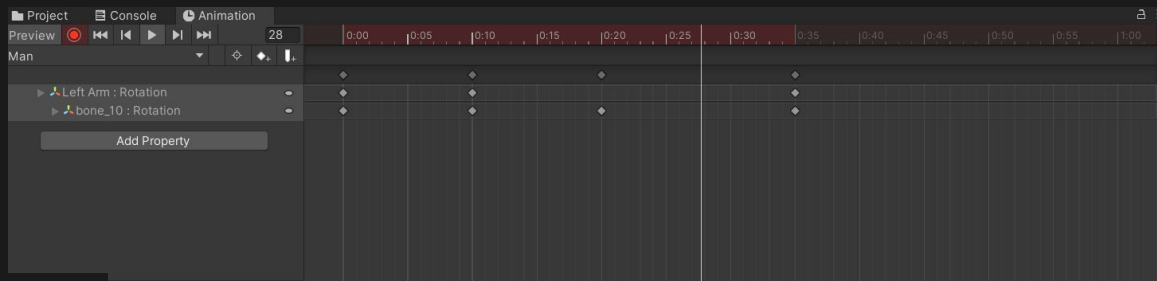 Project Console Animation
Preview 28 0:00 0:05 0:10 0:15 0:20 0:25 0:30 0:35 0:40 0:45 0:50 0:55 1:00
Man
Left Arm : Rotation
bone_10 : Rotation
Add Property